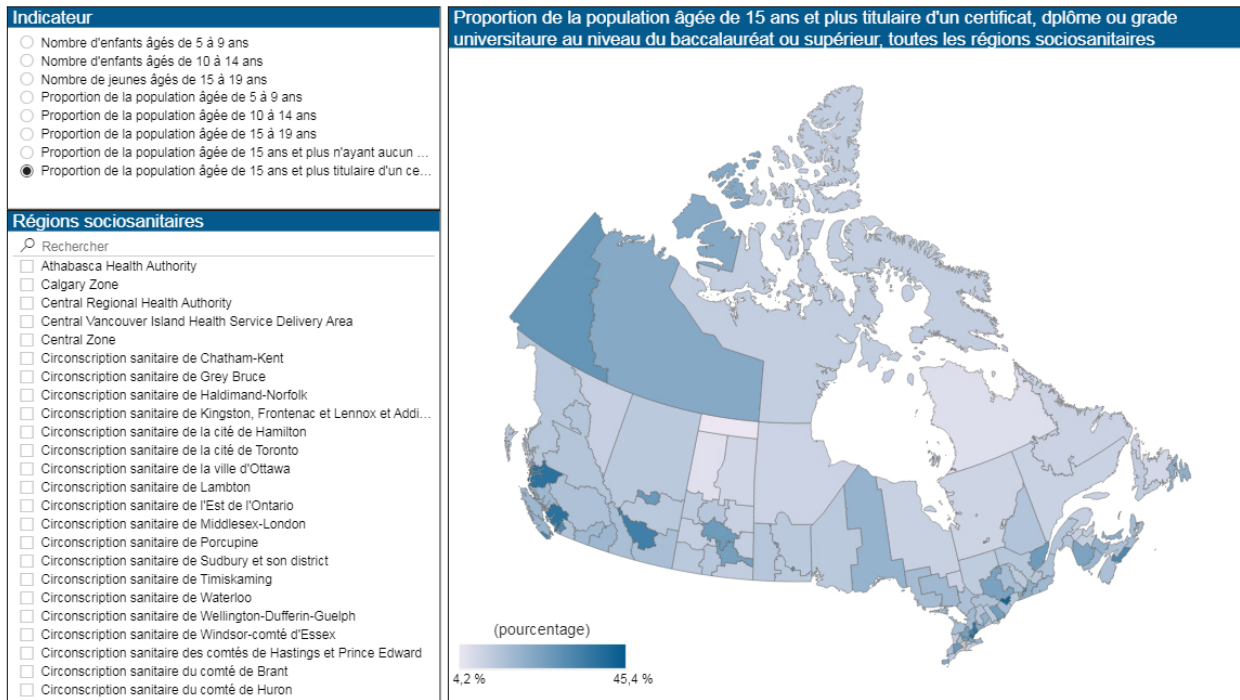 Indicateur
Nombre d'enfants âgés de 5 à 9 ans
Nombre d'enfants âgés de 10 à 14 ans
Nombre de jeunes âgés de 15 à 19 ans
Proportion de la population âgée de 5 à 9 ans
Proportion de la population âgée de 10 à 14 ans
Proportion de la population âgée de 15 à 19 ans
Proportion de la population âgée de 15 ans et plus n'ayant aucun ...
Proportion de la population âgée de 15 ans et plus titulaire d'un ce...
Régions sociosanitaires
Rechercher
Athabasca Health Authority
Calgary Zone
Central Regional Health Authority
Central Vancouver Island Health Service Delivery Area
Central Zone
Circonscription sanitaire de Chatham-Kent
Circonscription sanitaire de Grey Bruce
Circonscription sanitaire de Haldimand-Norfolk
Circonscription sanitaire de Kingston, Frontenac et Lennox et Addi...
Circonscription sanitaire de la cité de Hamilton
Circonscription sanitaire de la cité de Toronto
Circonscription sanitaire de la ville d'Ottawa
Circonscription sanitaire de Lambton
Circonscription sanitaire de l'Est de l'Ontario
Circonscription sanitaire de Middlesex-London
Circonscription sanitaire de Porcupine
Circonscription sanitaire de Sudbury et son district
Circonscription sanitaire de Timiskaming
Circonscription sanitaire de Waterloo
Circonscription sanitaire de Wellington-Dufferin-Guelph
Circonscription sanitaire de Windsor-comté d'Essex
Circonscription sanitaire des comtés de Hastings et Prince Edward
Circonscription sanitaire du comté de Brant
Circonscription sanitaire du comté de Huron
Proportion de la population âgée de 15 ans et plus titulaire d'un certificat, dplôme ou grade
universitaure au niveau du baccalauréat ou supérieur, toutes les régions sociosanitaires
(pourcentage)
4,2 %
45,4 %